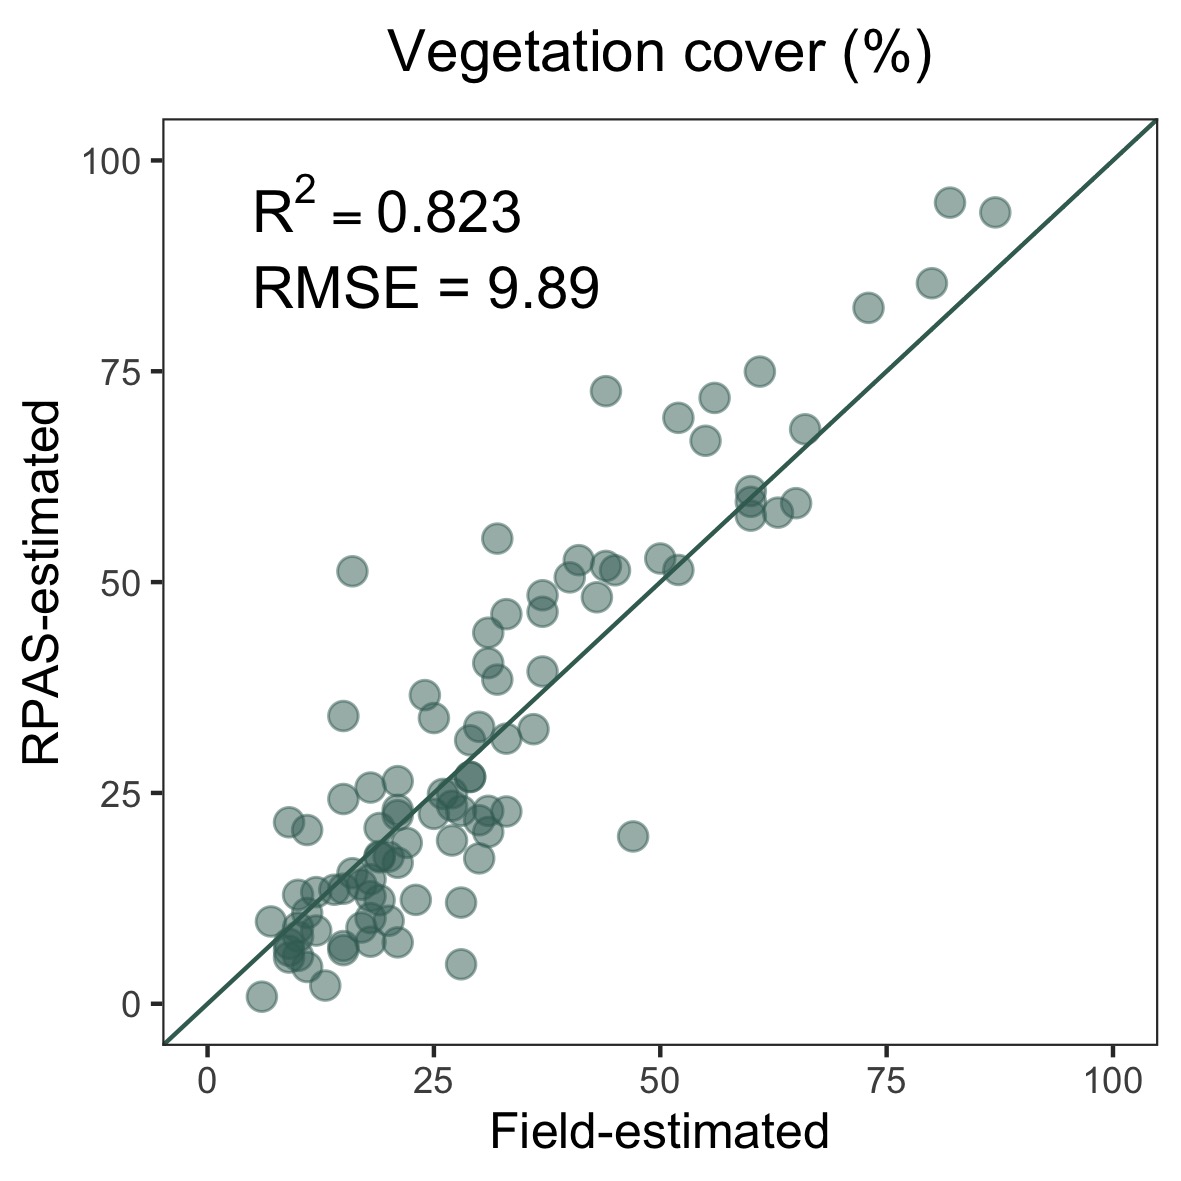 Vegetation cover (%)
R² = 0.823
RMSE = 9.89
100
75
50
25
0
RPAS-estimated
0 25 50 75 100
Field-estimated